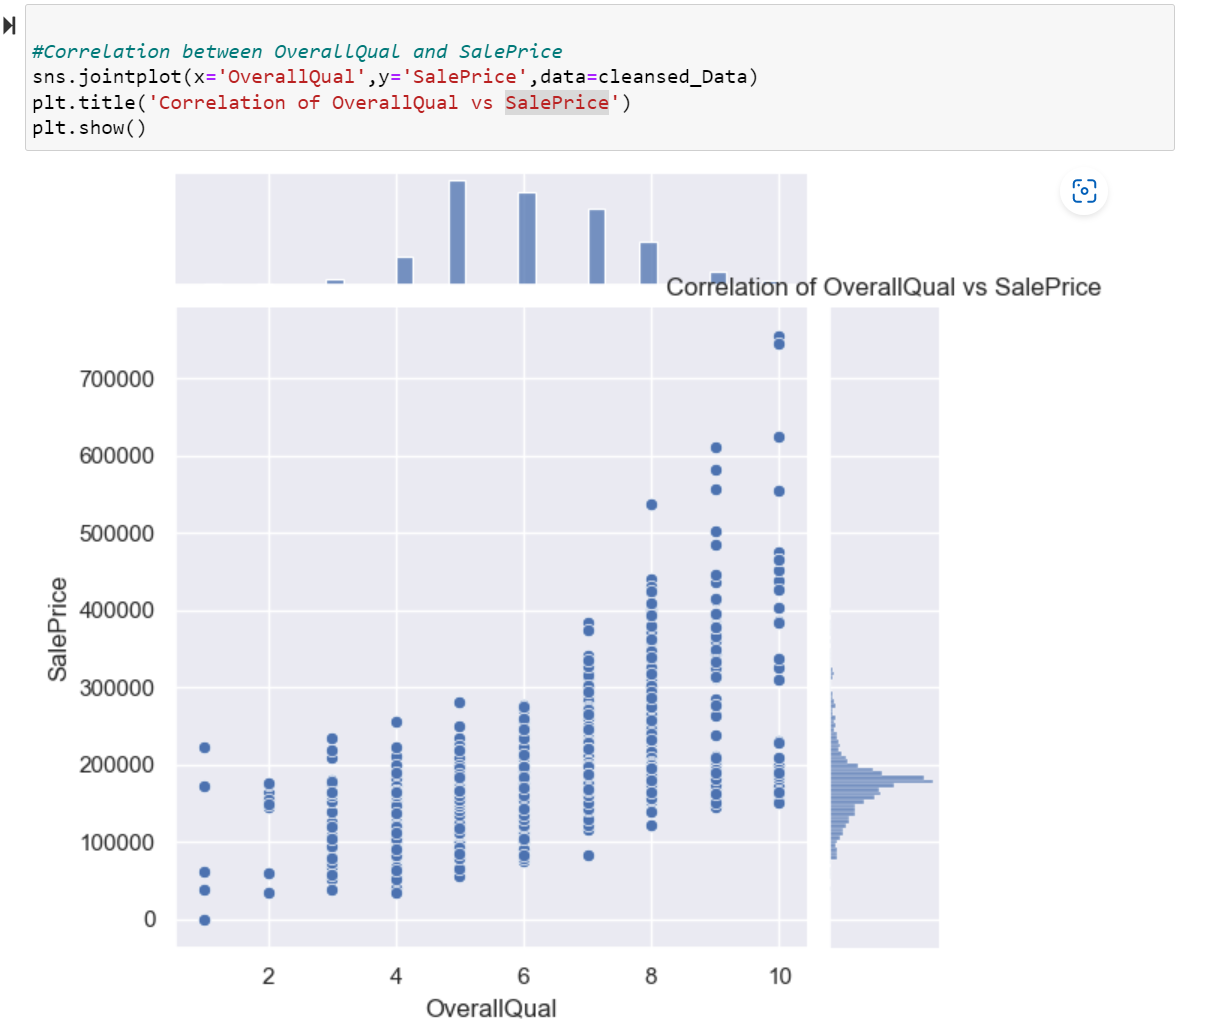 #Correlation between OverallQual and SalePrice
sns.jointplot(x='OverallQual',y='SalePrice',data=cleansed_Data)
plt.title('Correlation of OverallQual vs SalePrice')
plt.show()
Correlation of OverallQual vs SalePrice
700000
600000
500000
400000
300000
200000
100000
0
SalePrice
2 4 6 8 10
OverallQual